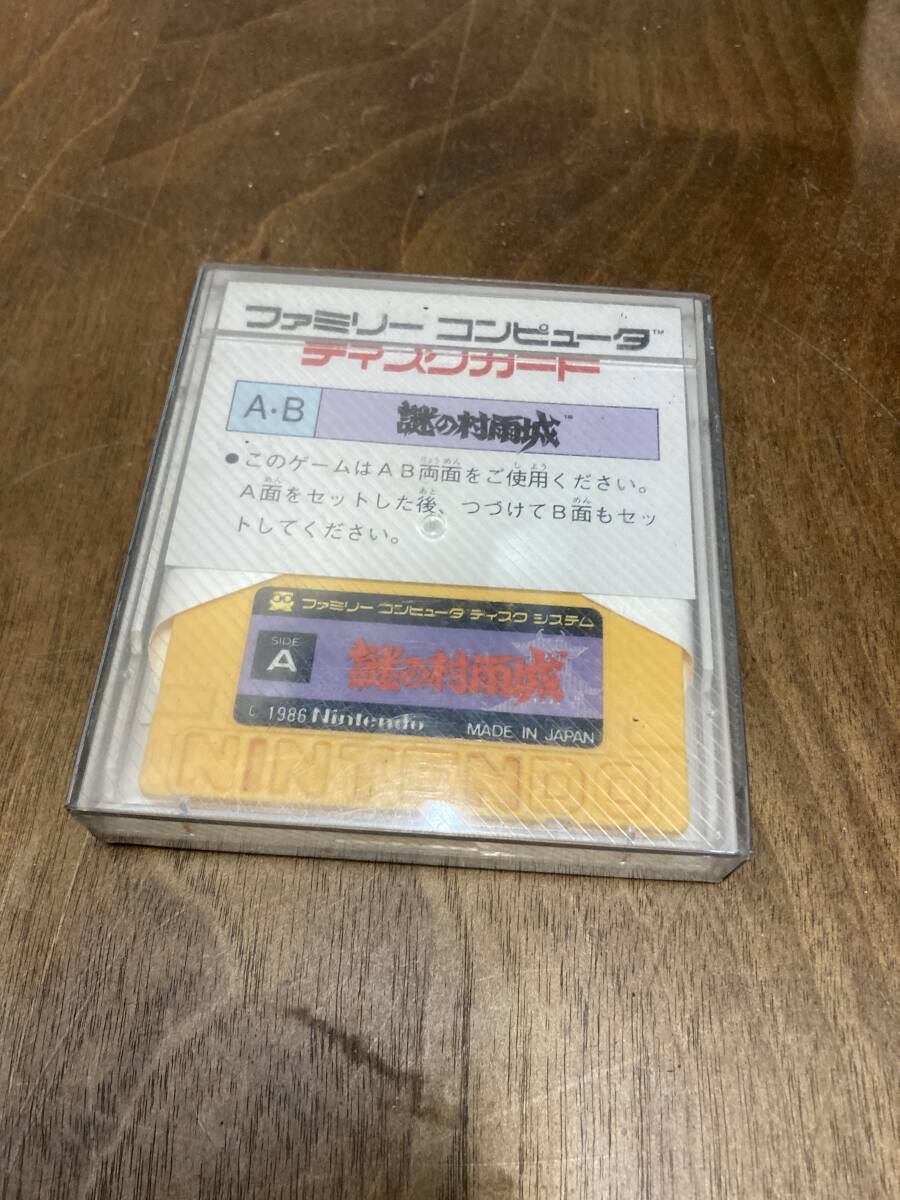 ファミリー コンピュータ™
ディスクカード
A・B 謎の村雨城™
●このゲームはAB両面をご使用ください。
A面をセットした後、つづけてB面もセッ
トしてください。
ファミリー コンピュータ ディスク システム
SIDE A 謎の村雨城
© 1986 Nintendo MADE IN JAPAN
NINTENDO